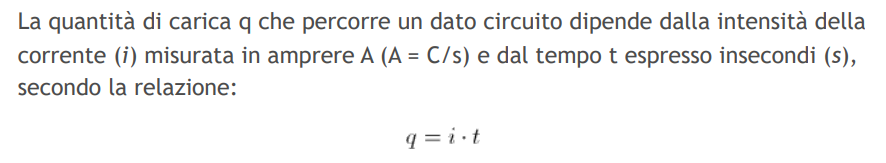 La quantità di carica q che percorre un dato circuito dipende dalla intensità della
corrente (i) misurata in amprere A (A = C/s) e dal tempo t espresso insecondi (s),
secondo la relazione:
q = i · t